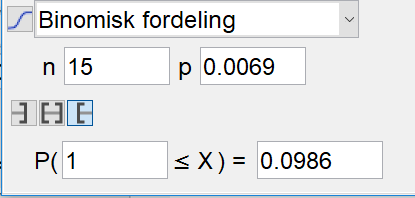 Binomisk fordeling
n 15 p 0.0069
P( 1 ≤ X ) = 0.0986